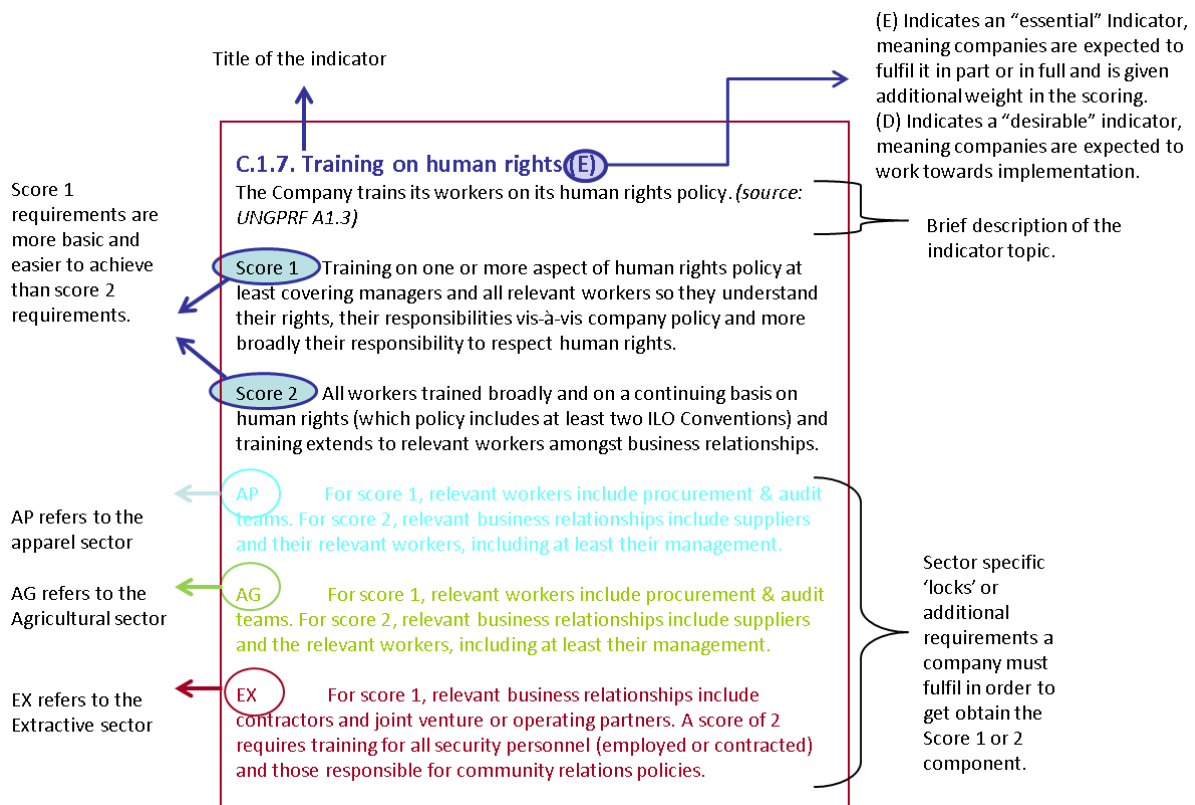 Title of the indicator
(E) Indicates an “essential” Indicator,
meaning companies are expected to
fulfil it in part or in full and is given
additional weight in the scoring.
(D) Indicates a “desirable” indicator,
meaning companies are expected to
work towards implementation.
C.1.7. Training on human rights (E)
The Company trains its workers on its human rights policy. (source:
UNGPRF A1.3)
Brief description of the
indicator topic.
Score 1
requirements are
more basic and
easier to achieve
than score 2
requirements.
Score 1 Training on one or more aspect of human rights policy at
least covering managers and all relevant workers so they understand
their rights, their responsibilities vis-à-vis company policy and more
broadly their responsibility to respect human rights.
Score 2 All workers trained broadly and on a continuing basis on
human rights (which policy includes at least two ILO Conventions) and
training extends to relevant workers amongst business relationships.
AP For score 1, relevant workers include procurement & audit
teams. For score 2, relevant business relationships include suppliers
and their relevant workers, including at least their management.
AP refers to the
apparel sector
AG For score 1, relevant workers include procurement & audit
teams. For score 2, relevant business relationships include suppliers
and the relevant workers, including at least their management.
AG refers to the
Agricultural sector
EX For score 1, relevant business relationships include
contractors and joint venture or operating partners. A score of 2
requires training for all security personnel (employed or contracted)
and those responsible for community relations policies.
EX refers to the
Extractive sector
Sector specific
‘locks’ or
additional
requirements a
company must
fulfil in order to
get obtain the
Score 1 or 2
component.